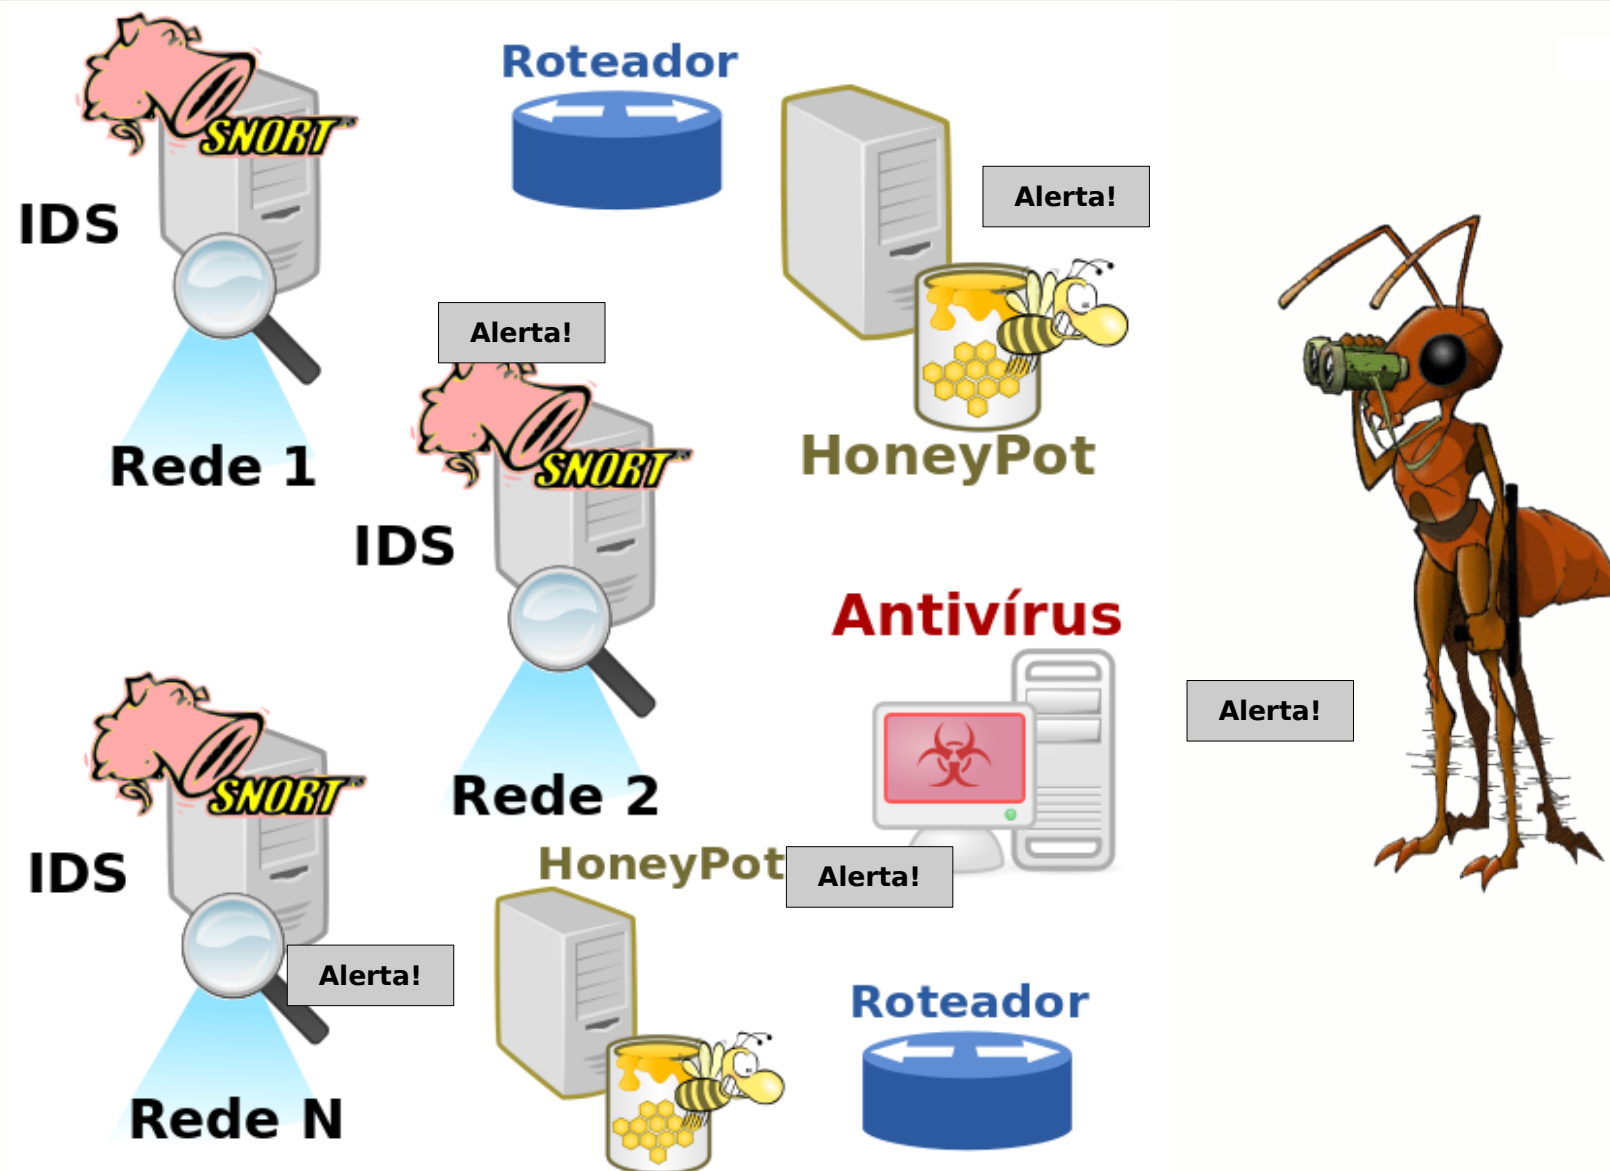 Roteador
SNORT
Alerta!
IDS
Alerta!
Rede 1
HoneyPot
SNORT
IDS
Antivírus
Alerta!
Rede 2
SNORT
HoneyPot
Alerta!
IDS
Alerta!
Roteador
Rede N